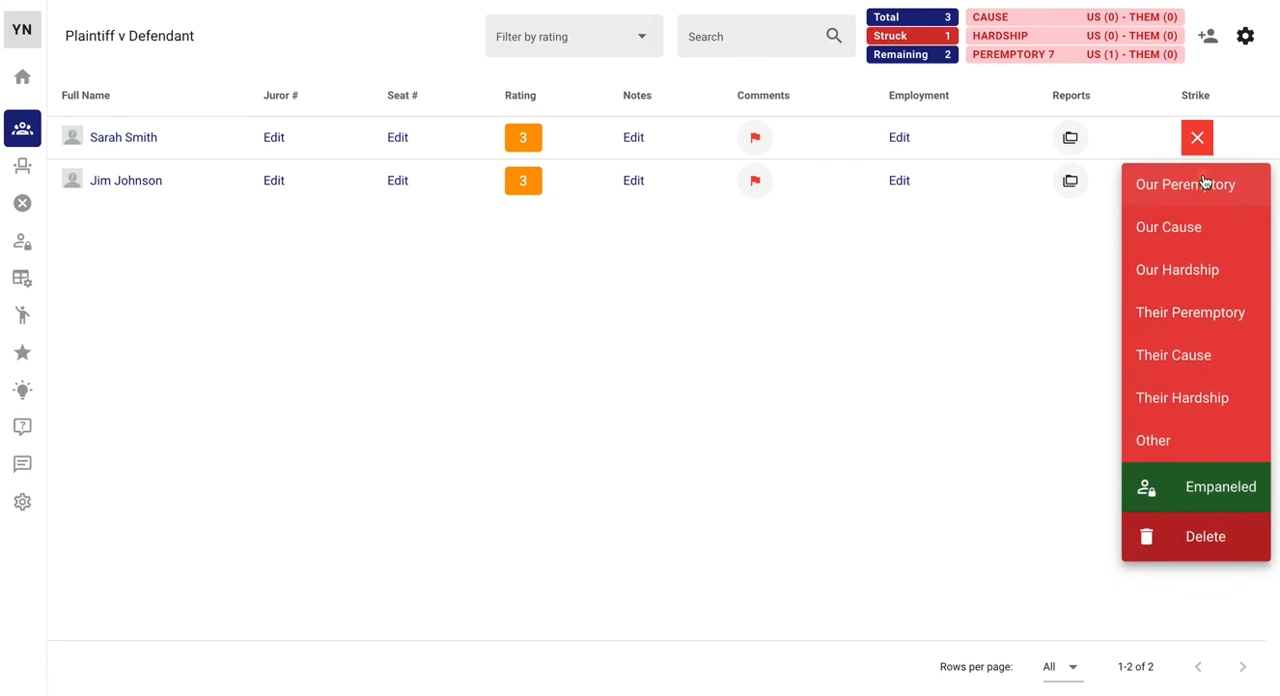 YN
Plaintiff v Defendant
Filter by rating
Search
Total 3
Struck 1
Remaining 2
CAUSE US (0) - THEM (0)
HARDSHIP US (0) - THEM (0)
PEREMPTORY 7 US (1) - THEM (0)
Full Name Juror # Seat # Rating Notes Comments Employment Reports Strike
Sarah Smith Edit Edit 3 Edit Edit
Jim Johnson Edit Edit 3 Edit Edit
Our Peremptory
Our Cause
Our Hardship
Their Peremptory
Their Cause
Their Hardship
Other
Empaneled
Delete
Rows per page: All 1-2 of 2